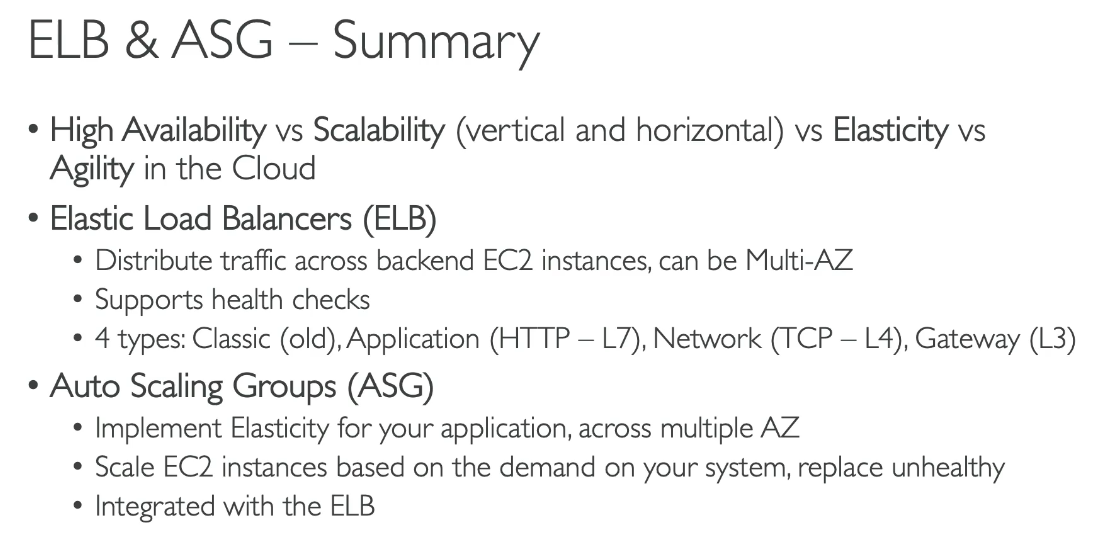 ELB & ASG – Summary
• High Availability vs Scalability (vertical and horizontal) vs Elasticity vs
Agility in the Cloud
• Elastic Load Balancers (ELB)
• Distribute traffic across backend EC2 instances, can be Multi-AZ
• Supports health checks
• 4 types: Classic (old), Application (HTTP – L7), Network (TCP – L4), Gateway (L3)
• Auto Scaling Groups (ASG)
• Implement Elasticity for your application, across multiple AZ
• Scale EC2 instances based on the demand on your system, replace unhealthy
• Integrated with the ELB